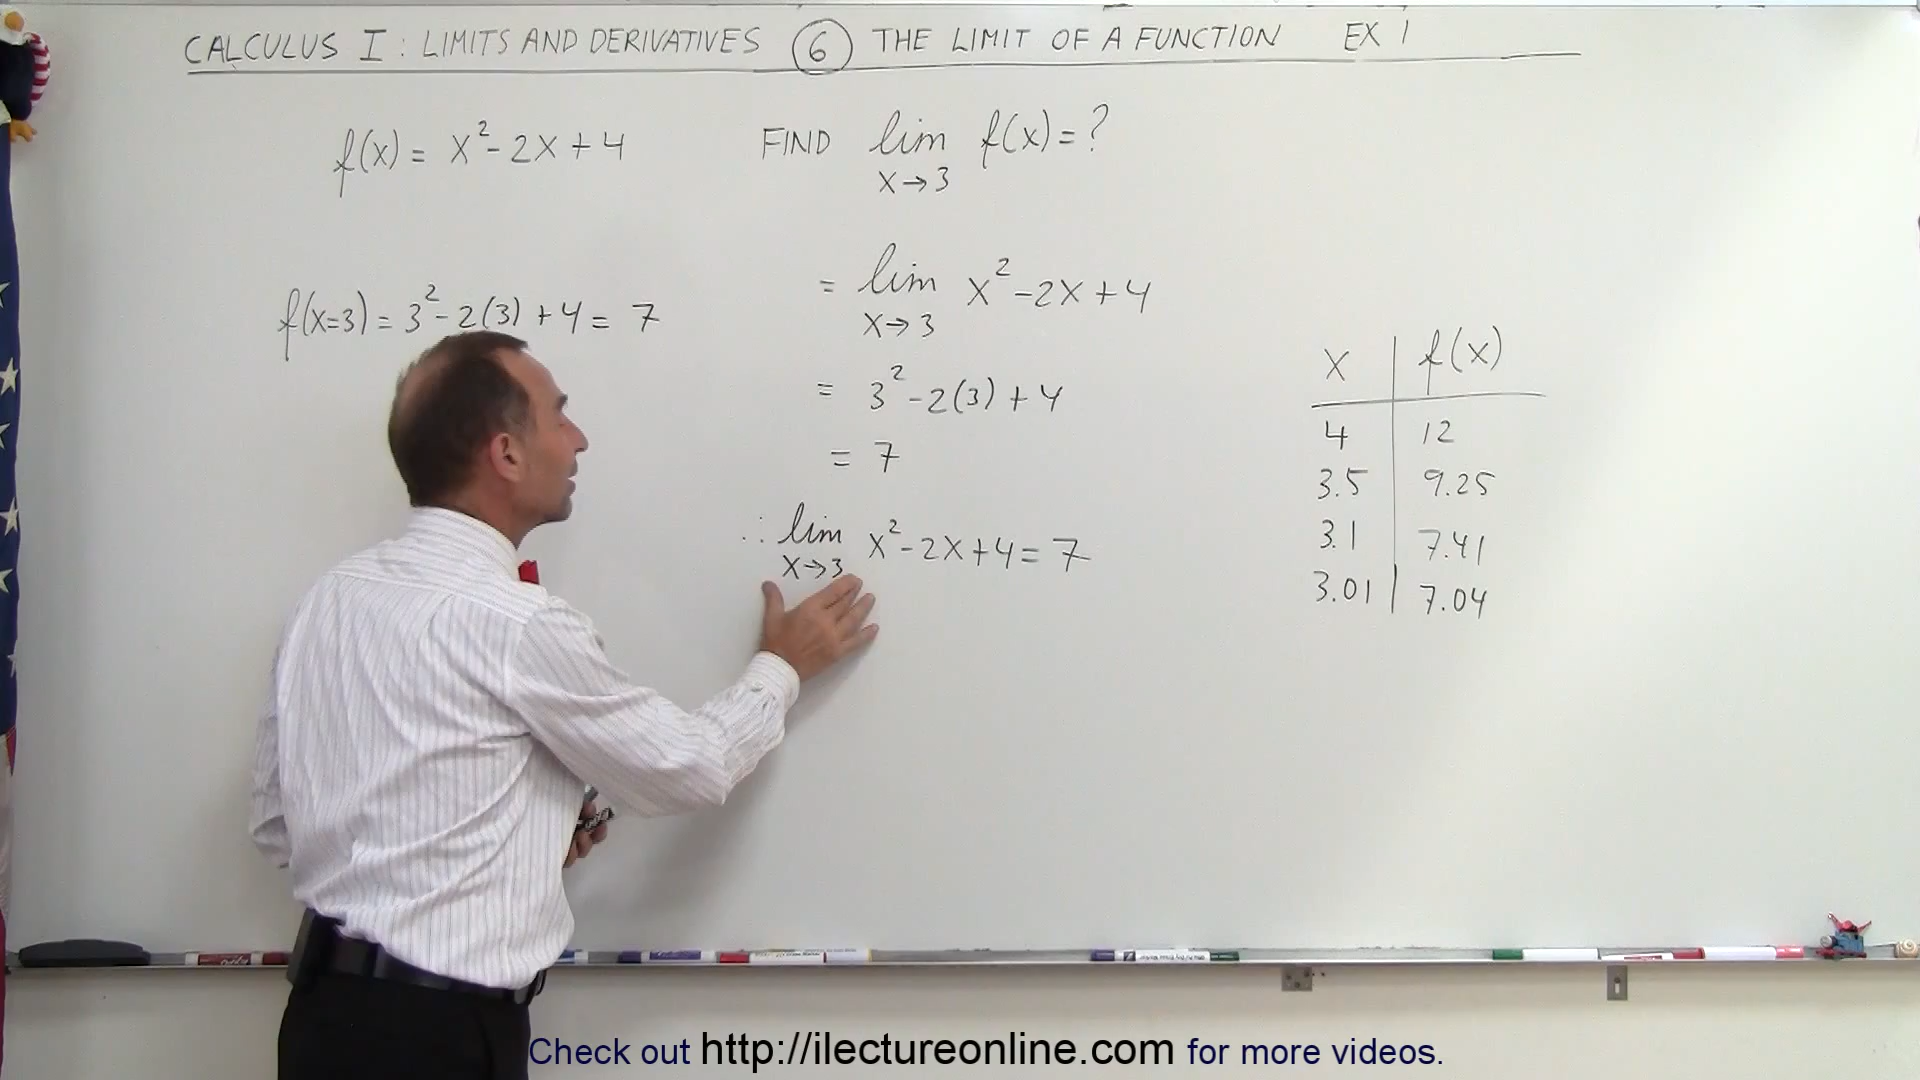 CALCULUS I: LIMITS AND DERIVATIVES ⑥ THE LIMIT OF A FUNCTION EX 1
f(x) = x² - 2x + 4
FIND lim f(x) = ?
x→3
f(x=3) = 3² - 2(3) + 4 = 7
= lim x² - 2x + 4
x→3
= 3² - 2(3) + 4
= 7
∴ lim x² - 2x + 4 = 7
x→3
x f(x)
4 12
3.5 9.25
3.1 7.41
3.01 7.04
Check out http://ilectureonline.com for more videos.